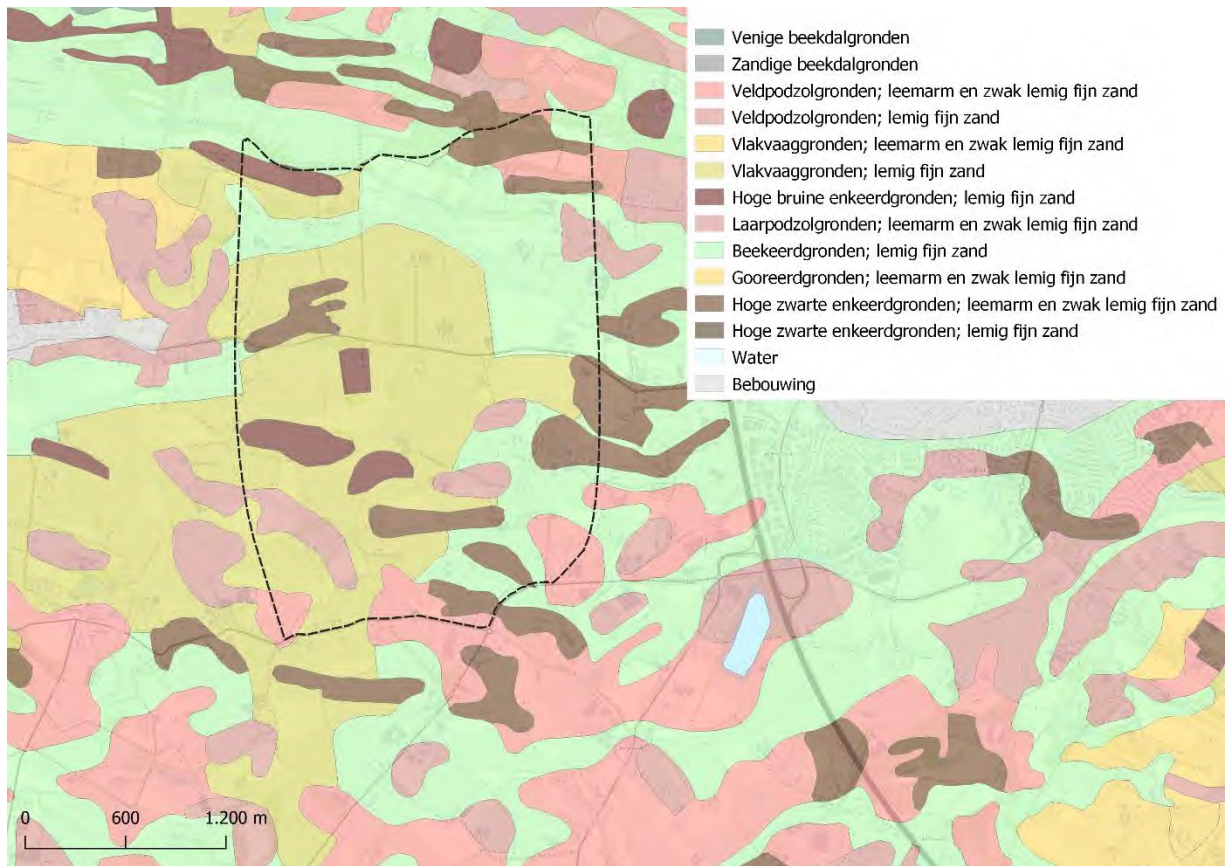 Venige beekdalgronden
Zandige beekdalgronden
Veldpodzolgronden; leemarm en zwak lemig fijn zand
Veldpodzolgronden; lemig fijn zand
Vlakvaaggronden; leemarm en zwak lemig fijn zand
Vlakvaaggronden; lemig fijn zand
Hoge bruine enkeerdgronden; lemig fijn zand
Laarpodzolgronden; leemarm en zwak lemig fijn zand
Beekeerdgronden; lemig fijn zand
Gooreerdgronden; leemarm en zwak lemig fijn zand
Hoge zwarte enkeerdgronden; leemarm en zwak lemig fijn zand
Hoge zwarte enkeerdgronden; lemig fijn zand
Water
Bebouwing
0 600 1.200 m